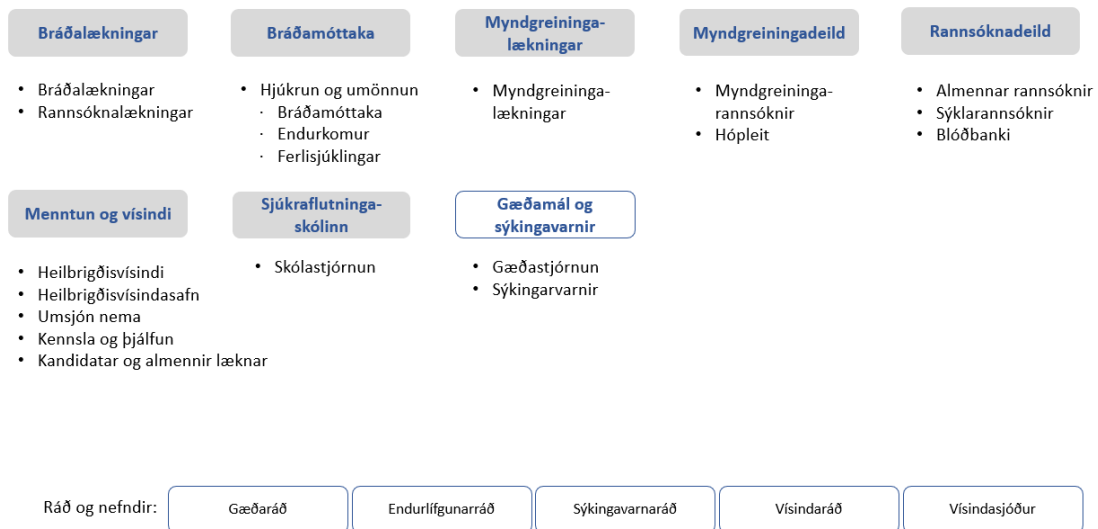 Bráðalækningar
• Bráðalækningar
• Rannsóknalækningar
Bráðamóttaka
• Hjúkrun og umönnun
· Bráðamóttaka
· Endurkomur
· Ferlisjúklingar
Myndgreininga-
lækningar
• Myndgreininga-
lækningar
Myndgreiningadeild
• Myndgreininga-
rannsóknir
• Hópleit
Rannsóknadeild
• Almennar rannsóknir
• Sýklarannsóknir
• Blóðbanki
Menntun og vísindi
• Heilbrigðisvísindi
• Heilbrigðisvísindasafn
• Umsjón nema
• Kennsla og þjálfun
• Kandidatar og almennir læknar
Sjúkraflutninga-
skólinn
• Skólastjórnun
Gæðamál og
sýkingavarnir
• Gæðastjórnun
• Sýkingarvarnir
Ráð og nefndir:
Gæðaráð
Endurlífgunarráð
Sýkingavarnaráð
Vísindaráð
Vísindasjóður